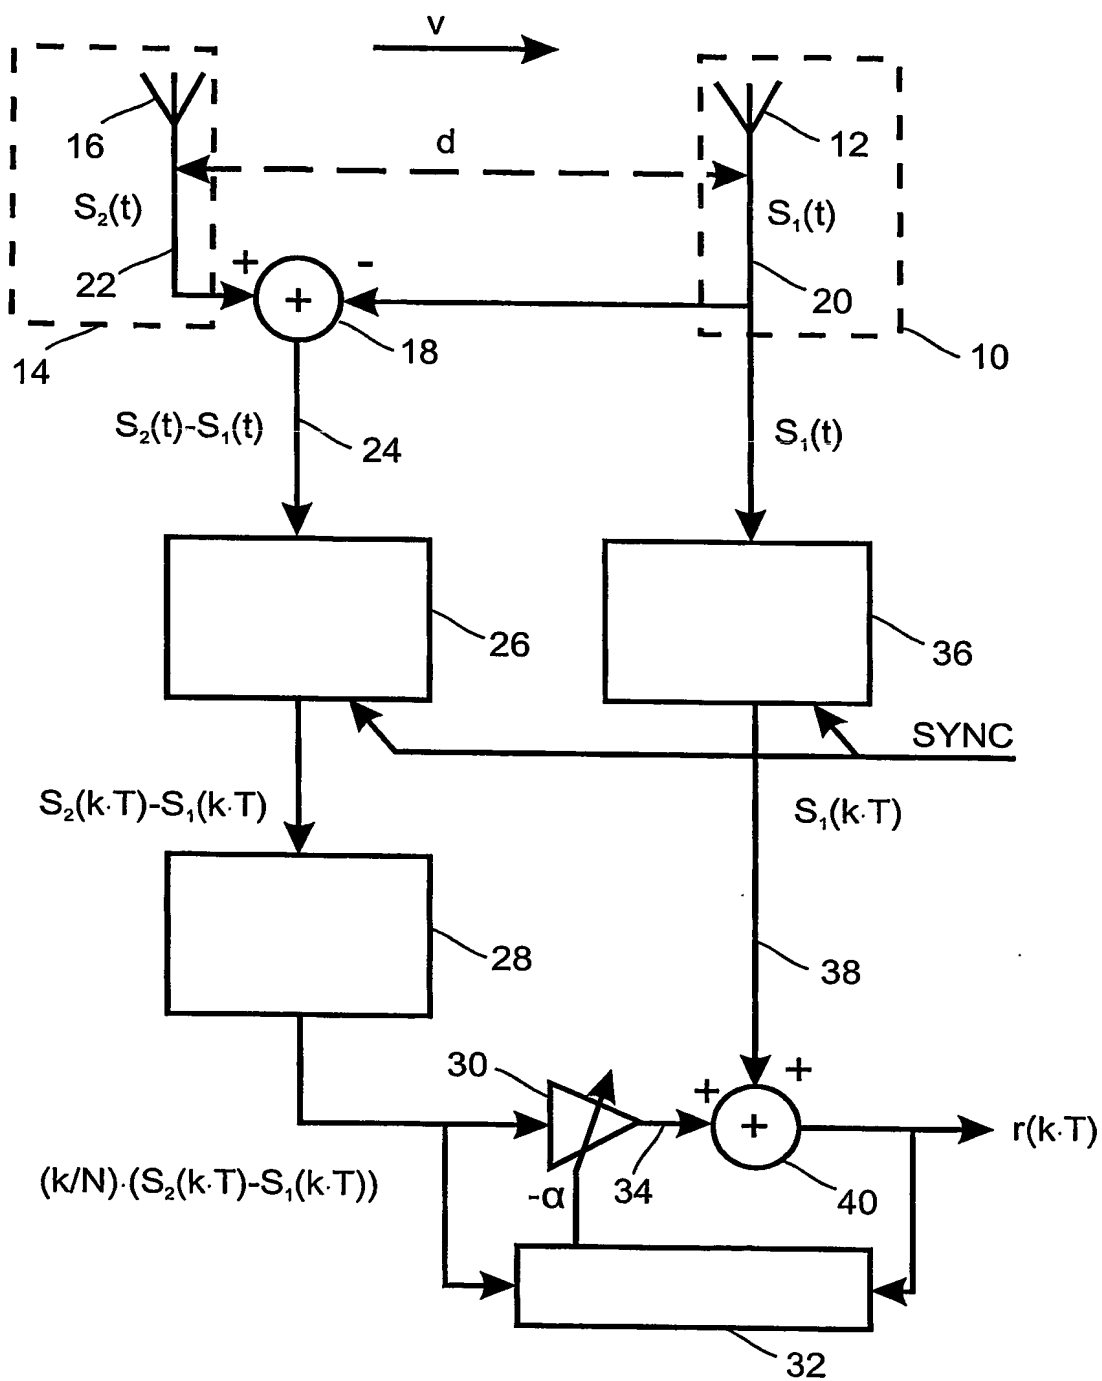 v
16
12
d
S₂(t)
S₁(t)
22
20
+
-
+
18
14
10
S₂(t)-S₁(t)
24
S₁(t)
26
36
SYNC
S₂(k·T)-S₁(k·T)
S₁(k·T)
28
38
30
+
+
+
r(k·T)
(k/N)·(S₂(k·T)-S₁(k·T))
-α
34
40
32